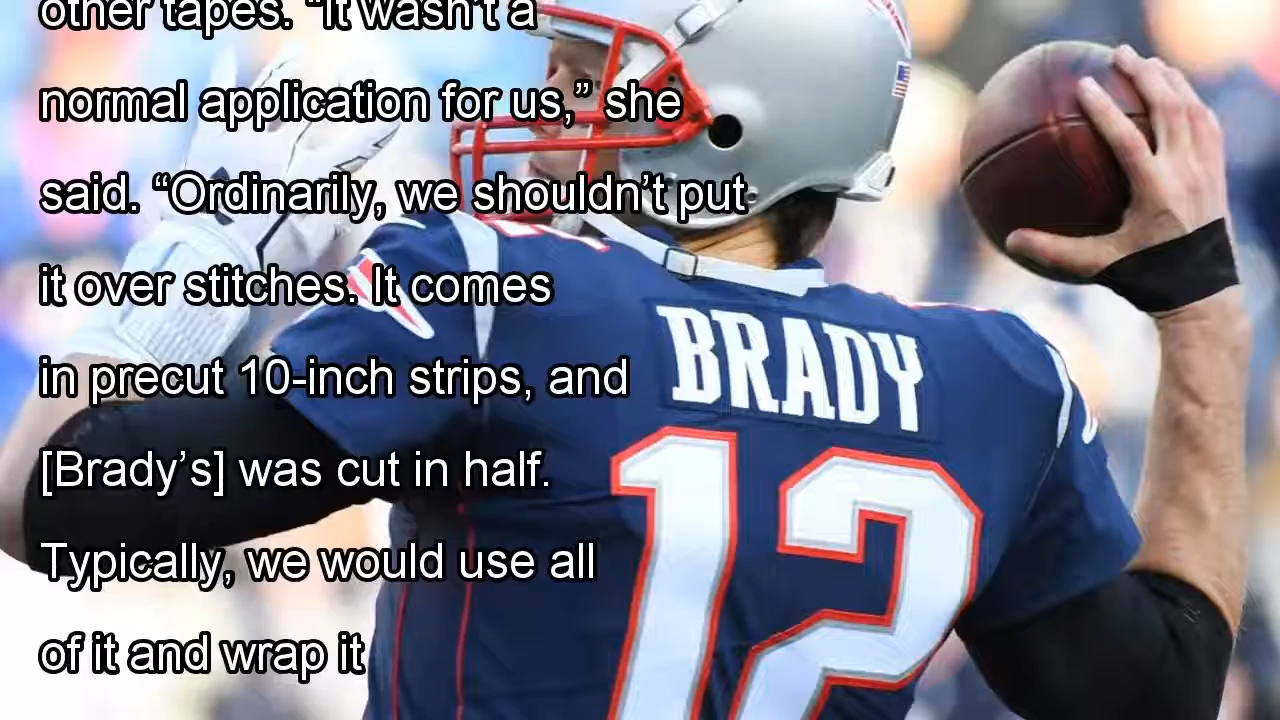 other tapes. “It wasn’t a
normal application for us,” she
said. “Ordinarily, we shouldn’t put
it over stitches. It comes
in precut 10-inch strips, and
[Brady’s] was cut in half.
Typically, we would use all
of it and wrap it
BRADY
12